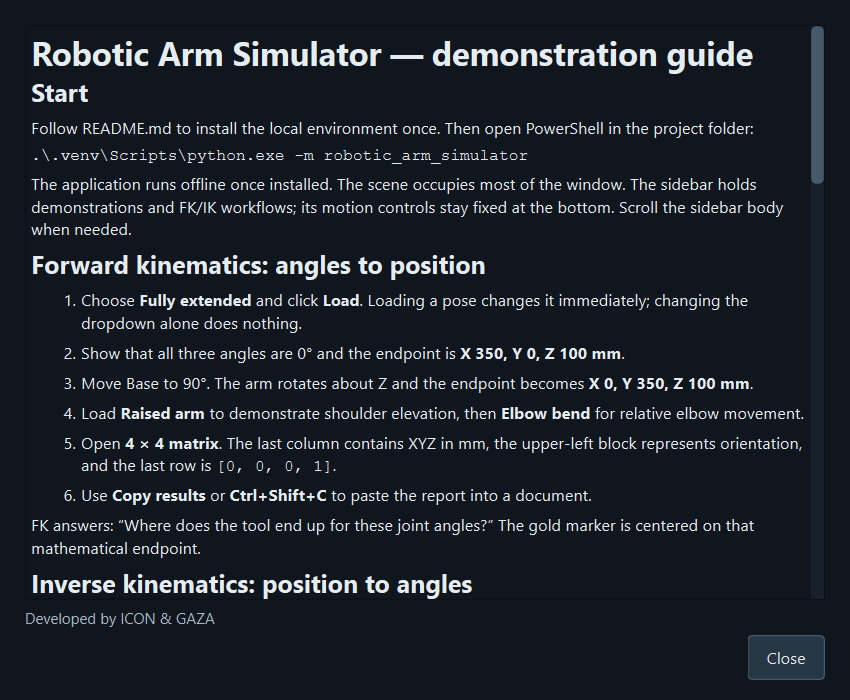 Robotic Arm Simulator — demonstration guide
Start
Follow README.md to install the local environment once. Then open PowerShell in the project folder:
.\.venv\Scripts\python.exe -m robotic_arm_simulator
The application runs offline once installed. The scene occupies most of the window. The sidebar holds
demonstrations and FK/IK workflows; its motion controls stay fixed at the bottom. Scroll the sidebar body
when needed.
Forward kinematics: angles to position
1. Choose Fully extended and click Load. Loading a pose changes it immediately; changing the
dropdown alone does nothing.
2. Show that all three angles are 0° and the endpoint is X 350, Y 0, Z 100 mm.
3. Move Base to 90°. The arm rotates about Z and the endpoint becomes X 0, Y 350, Z 100 mm.
4. Load Raised arm to demonstrate shoulder elevation, then Elbow bend for relative elbow movement.
5. Open 4 × 4 matrix. The last column contains XYZ in mm, the upper-left block represents orientation,
and the last row is [0, 0, 0, 1].
6. Use Copy results or Ctrl+Shift+C to paste the report into a document.
FK answers: “Where does the tool end up for these joint angles?” The gold marker is centered on that
mathematical endpoint.
Inverse kinematics: position to angles
Developed by ICON & GAZA
Close